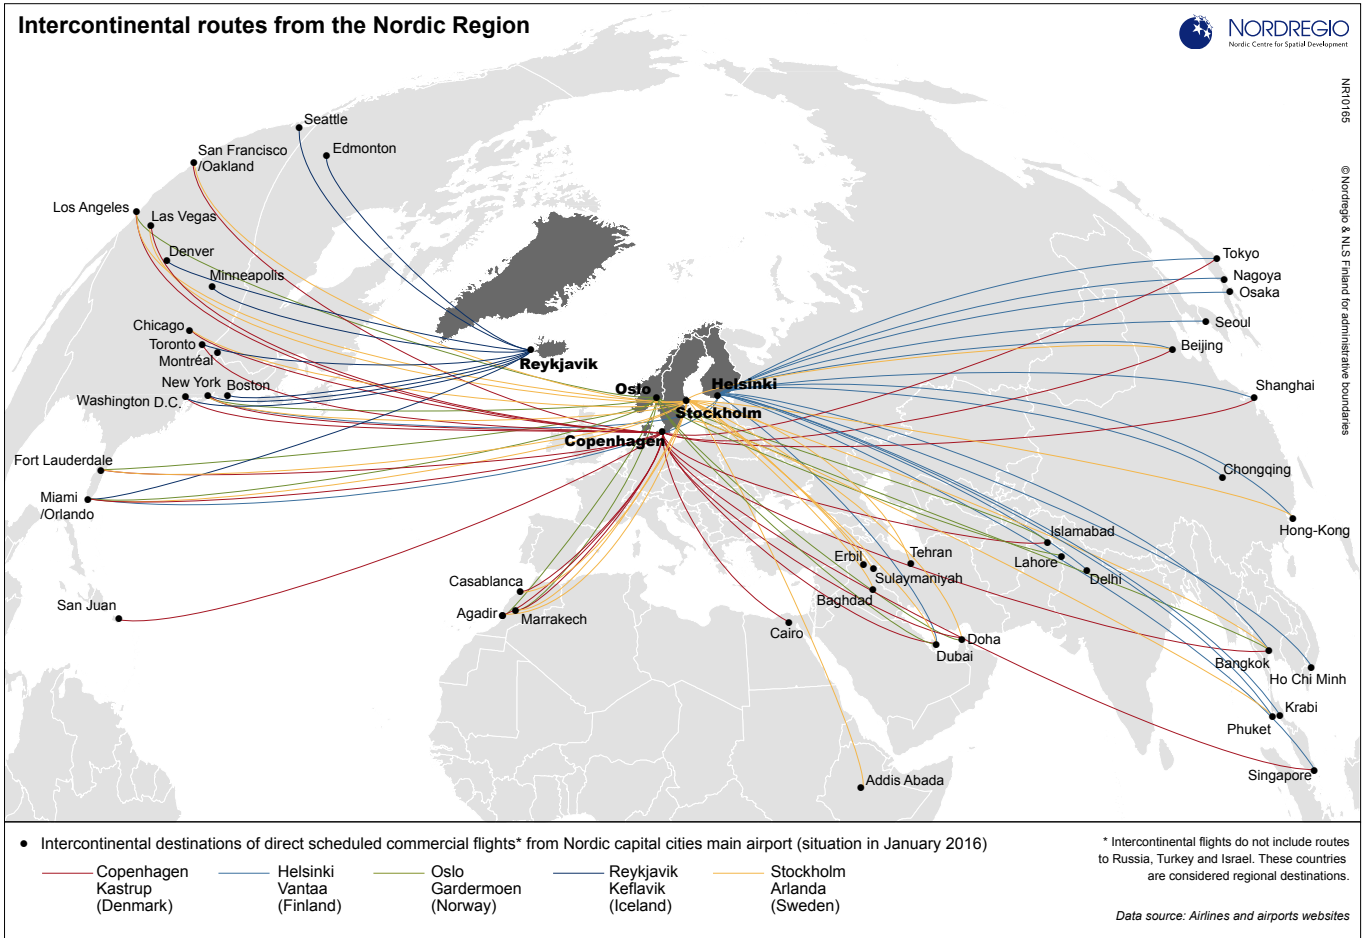 Intercontinental routes from the Nordic Region
NORDREGIO
Nordic Centre for Spatial Development
NR10165
© Nordregio & NLS Finland for administrative boundaries
Seattle
Edmonton
San Francisco
/Oakland
Los Angeles
Las Vegas
Denver
Minneapolis
Chicago
Toronto
Montréal
New York
Boston
Washington D.C.
Fort Lauderdale
Miami
/Orlando
San Juan
Reykjavik
Oslo
Helsinki
Stockholm
Copenhagen
Tokyo
Nagoya
Osaka
Seoul
Beijing
Shanghai
Chongqing
Hong-Kong
Islamabad
Lahore
Delhi
Tehran
Erbil
Sulaymaniyah
Baghdad
Casablanca
Agadir
Marrakech
Cairo
Doha
Dubai
Bangkok
Ho Chi Minh
Krabi
Phuket
Singapore
Addis Abada
Intercontinental destinations of direct scheduled commercial flights* from Nordic capital cities main airport (situation in January 2016)
Copenhagen
Kastrup
(Denmark)
Helsinki
Vantaa
(Finland)
Oslo
Gardermoen
(Norway)
Reykjavik
Keflavik
(Iceland)
Stockholm
Arlanda
(Sweden)
* Intercontinental flights do not include routes
to Russia, Turkey and Israel. These countries
are considered regional destinations.
Data source: Airlines and airports websites